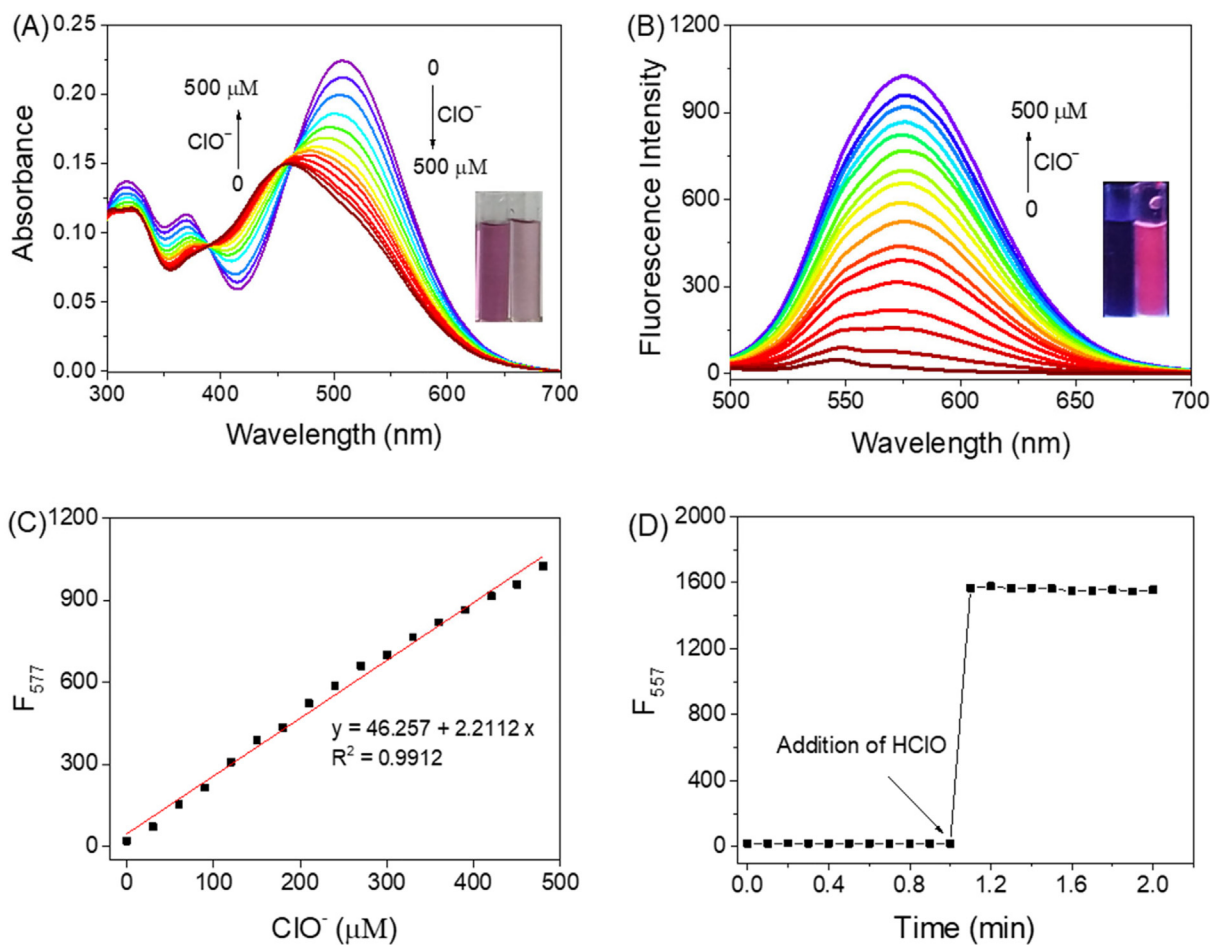 (A)
0.25
0.20
0.15
0.10
0.05
0.00
Absorbance
500 μM
ClO⁻
0
0
ClO⁻
500 μM
300 400 500 600 700
Wavelength (nm)
(B)
1200
900
600
300
0
Fluorescence Intensity
500 μM
ClO⁻
0
500 550 600 650 700
Wavelength (nm)
(C)
1200
900
600
300
0
F₅₇₇
y = 46.257 + 2.2112 x
R² = 0.9912
0 100 200 300 400 500
ClO⁻ (μM)
(D)
2000
1600
1200
800
400
0
F₅₅₇
Addition of HClO
0.0 0.4 0.8 1.2 1.6 2.0
Time (min)